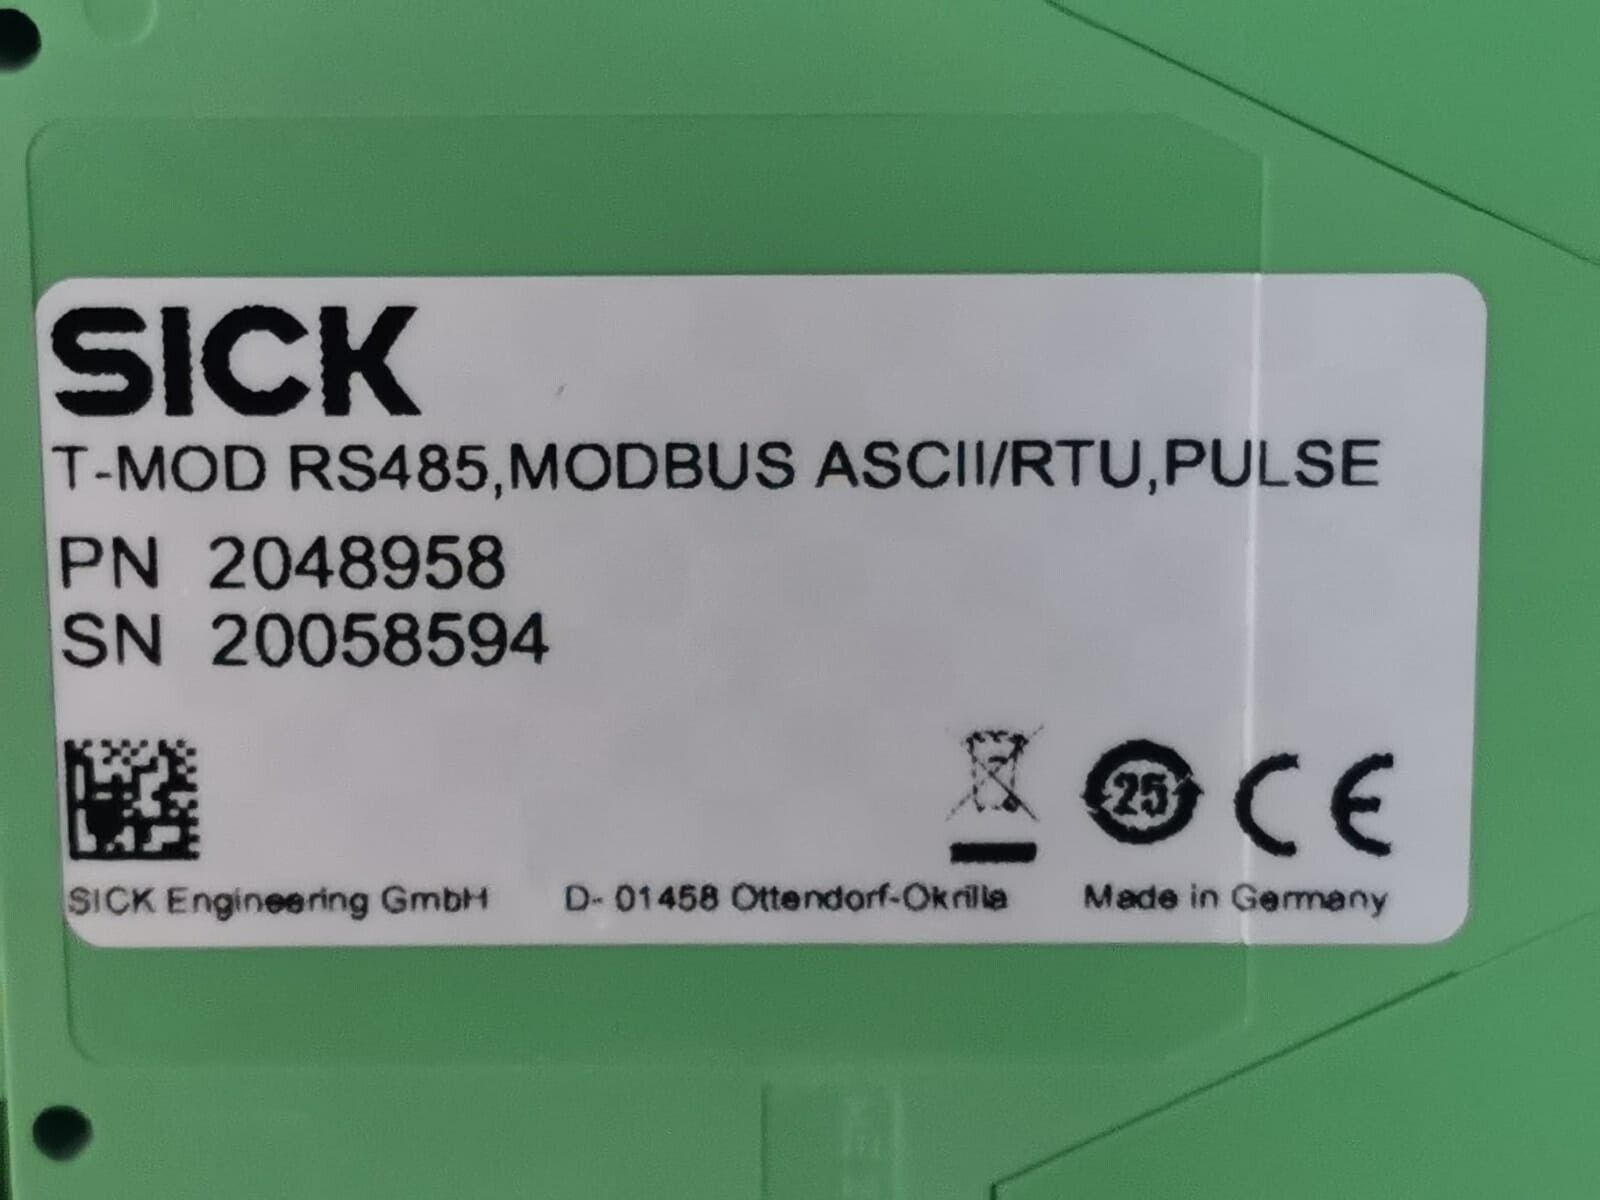 SICK
T-MOD RS485,MODBUS ASCII/RTU,PULSE
PN 2048958
SN 20058594
25 CE
SICK Engineering GmbH D- 01458 Ottendorf-Okrilla Made in Germany